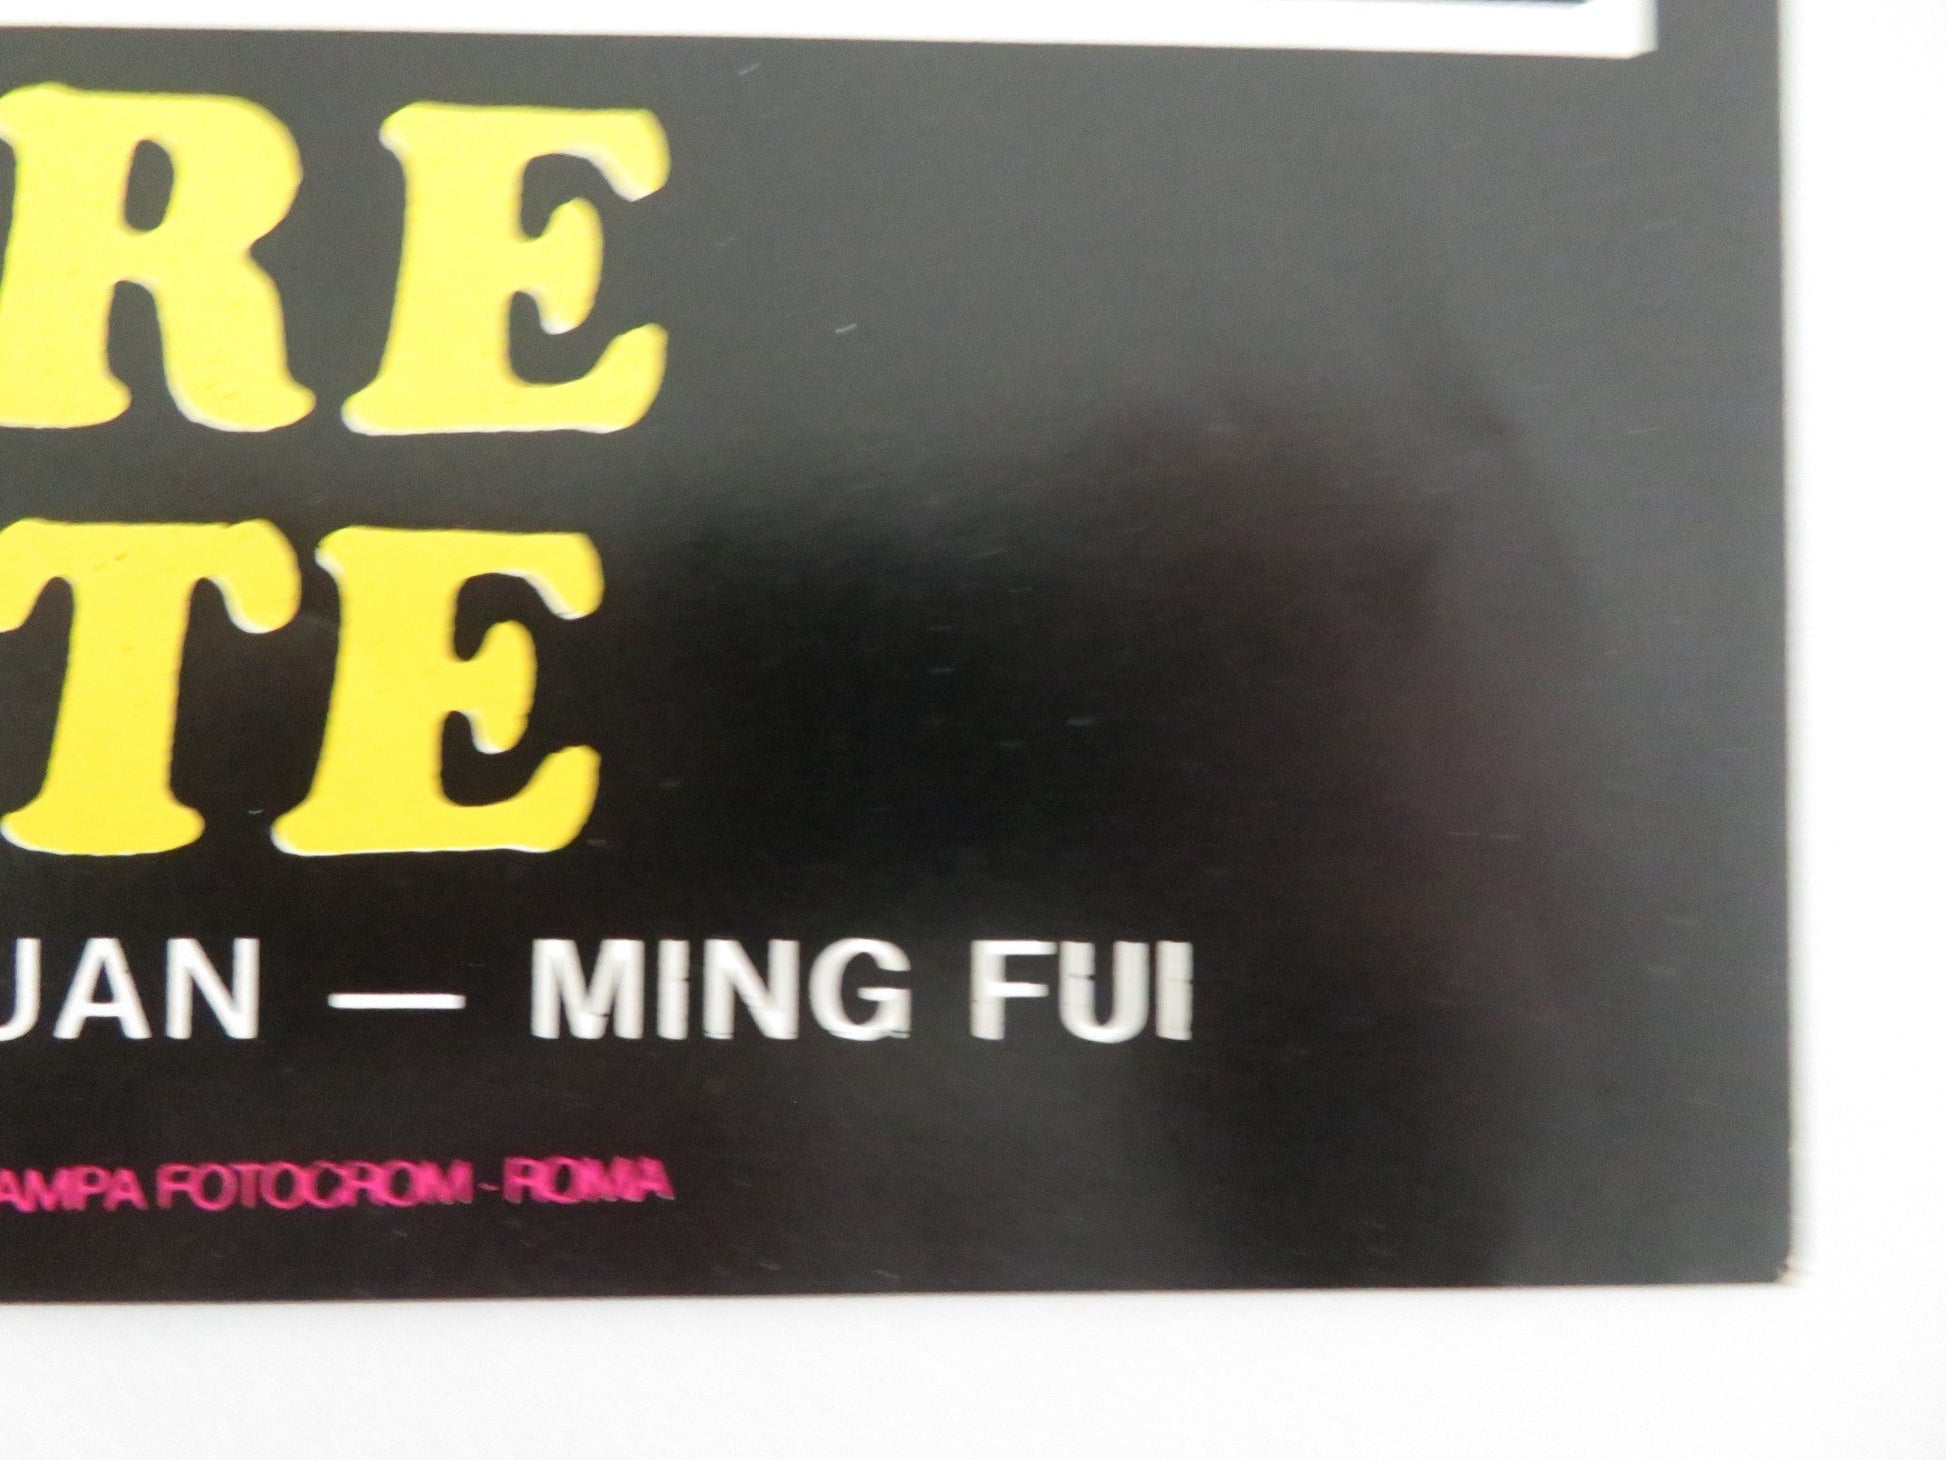 RE
TE
UAN — MING FUI
AMPA FOTOCROM - ROMA